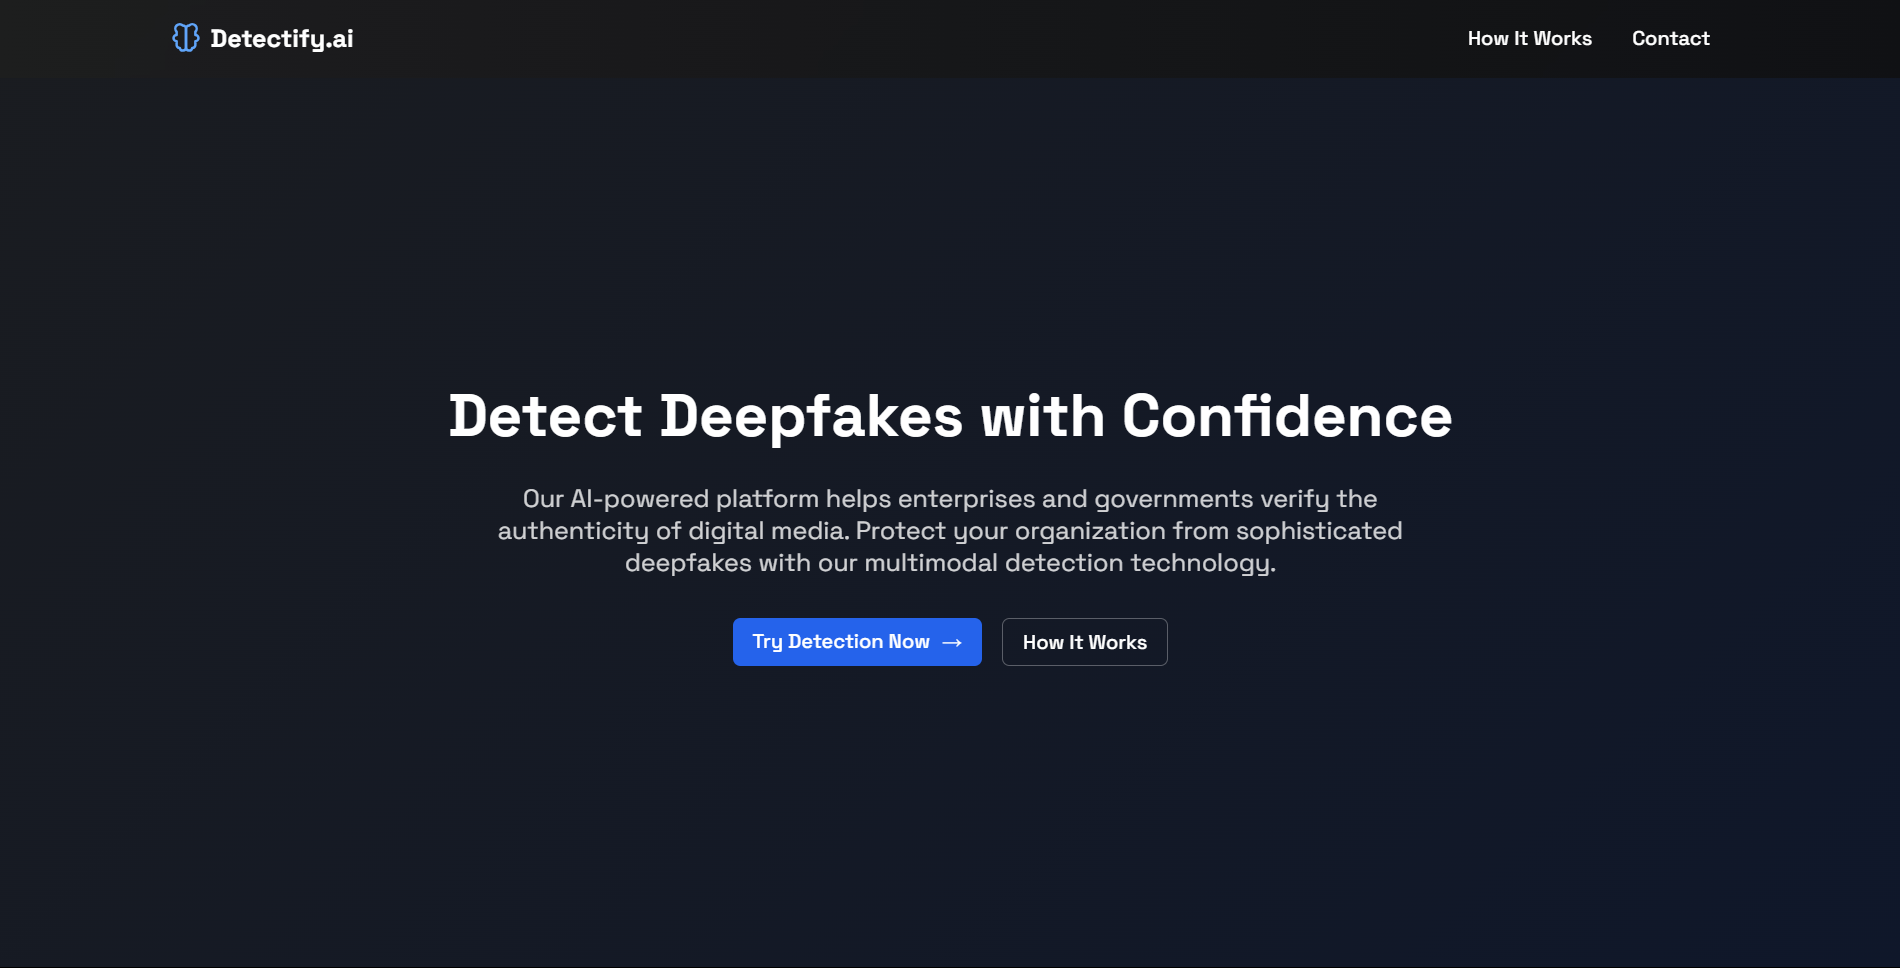 Detectify.ai
How It Works
Contact
Detect Deepfakes with Confidence
Our AI-powered platform helps enterprises and governments verify the
authenticity of digital media. Protect your organization from sophisticated
deepfakes with our multimodal detection technology.
Try Detection Now →
How It Works